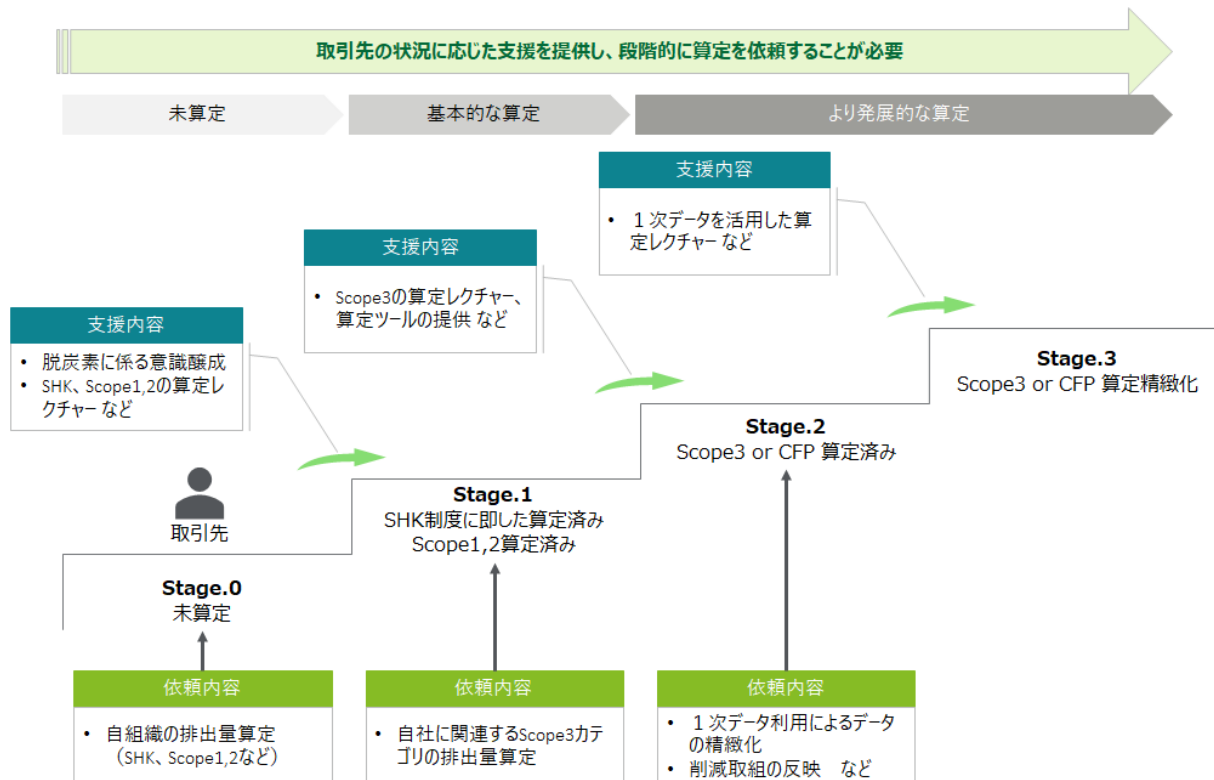 取引先の状況に応じた支援を提供し、段階的に算定を依頼することが必要
未算定
基本的な算定
より発展的な算定
支援内容
・ 1次データを活用した算
定レクチャー など
支援内容
・ Scope3の算定レクチャー、
算定ツールの提供 など
支援内容
・ 脱炭素に係る意識醸成
・ SHK、Scope1,2の算定レ
クチャー など
取引先
Stage.0
未算定
Stage.1
SHK制度に即した算定済み
Scope1,2算定済み
Stage.2
Scope3 or CFP 算定済み
Stage.3
Scope3 or CFP 算定精緻化
依頼内容
・ 自組織の排出量算定
（SHK、Scope1,2など）
依頼内容
・ 自社に関連するScope3カテ
ゴリの排出量算定
依頼内容
・ 1次データ利用によるデータ
の精緻化
・ 削減取組の反映 など